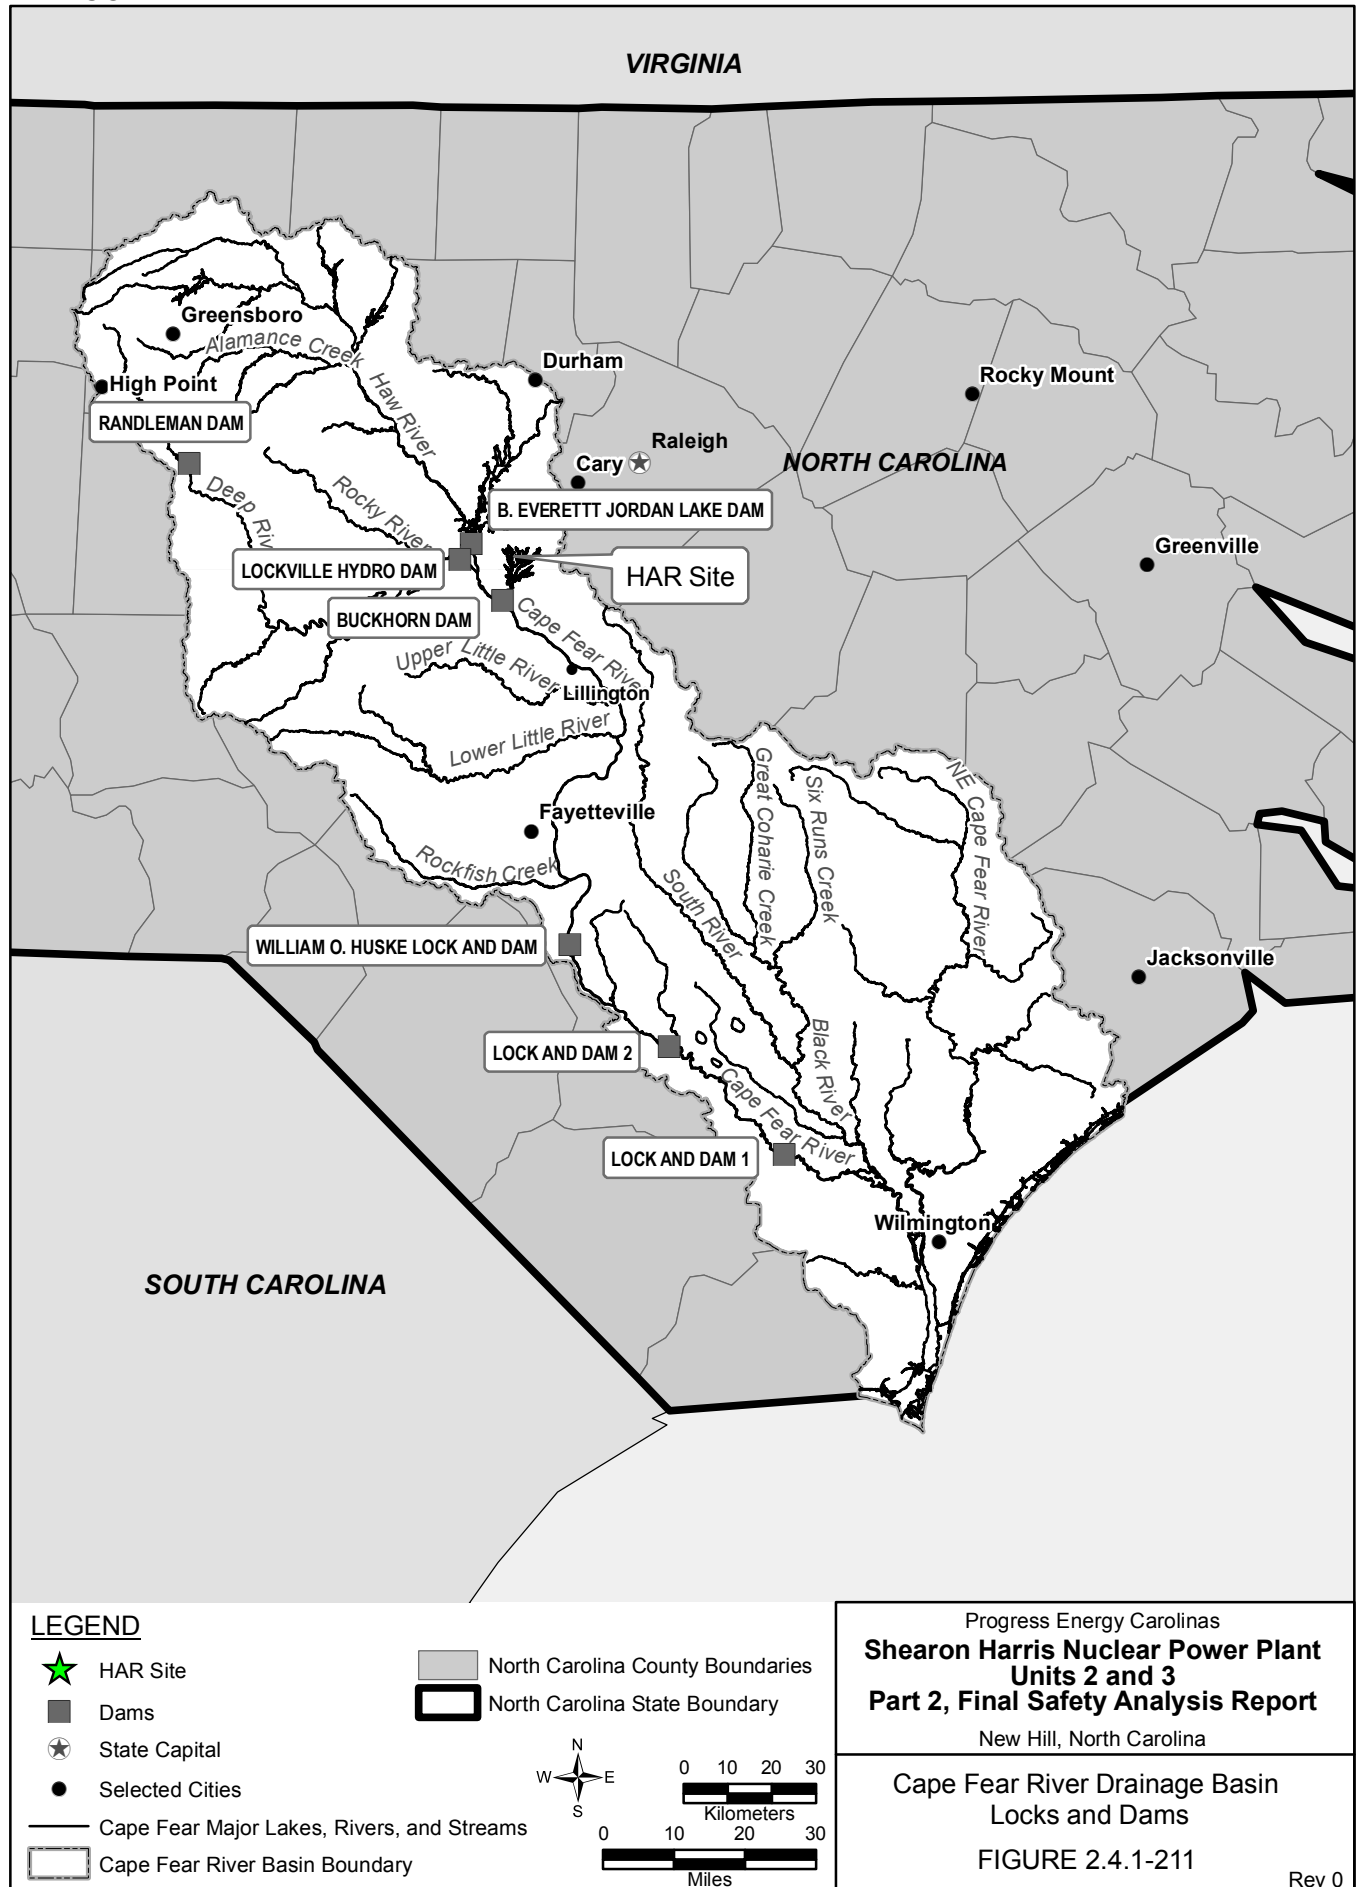 VIRGINIA
Greensboro
Alamance Creek
High Point
Haw River
Durham
Rocky Mount
RANDLEMAN DAM
Raleigh
Cary
NORTH CAROLINA
Deep Riv
Rocky River
B. EVERETTT JORDAN LAKE DAM
Greenville
LOCKVILLE HYDRO DAM
HAR Site
BUCKHORN DAM
Cape Fear River
Upper Little River
Lillington
Lower Little River
Great Coharie Creek
Six Runs Creek
NE Cape Fear River
Fayetteville
Rockfish Creek
South River
WILLIAM O. HUSKE LOCK AND DAM
Jacksonville
LOCK AND DAM 2
Black River
Cape Fear River
LOCK AND DAM 1
Wilmington
SOUTH CAROLINA
LEGEND
HAR Site
Dams
State Capital
Selected Cities
Cape Fear Major Lakes, Rivers, and Streams
Cape Fear River Basin Boundary
North Carolina County Boundaries
North Carolina State Boundary
N
W E
S
0 10 20 30
Kilometers
0 10 20 30
Miles
Progress Energy Carolinas
Shearon Harris Nuclear Power Plant
Units 2 and 3
Part 2, Final Safety Analysis Report
New Hill, North Carolina
Cape Fear River Drainage Basin
Locks and Dams
FIGURE 2.4.1-211
Rev 0